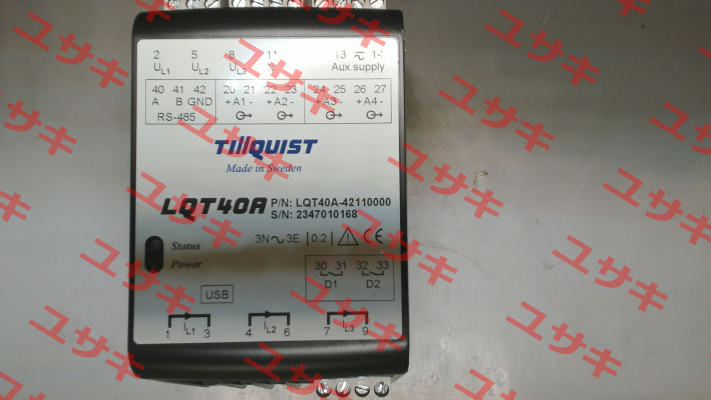 2 5 8 11 13 14
UL1 UL2 UL3 N Aux.supply
40 41 42 20 21 22 23 24 25 26 27
A B GND +A1- +A2- +A3- +A4-
RS-485
TillQUIST
Made in Sweden
LQT40A P/N: LQT40A-42110000
S/N: 2347010168
3N~3E 0.2 CE
Status
Power
30 31 32 33
D1 D2
USB
1 IL1 3 4 IL2 6 7 IL3 9
ユサキ